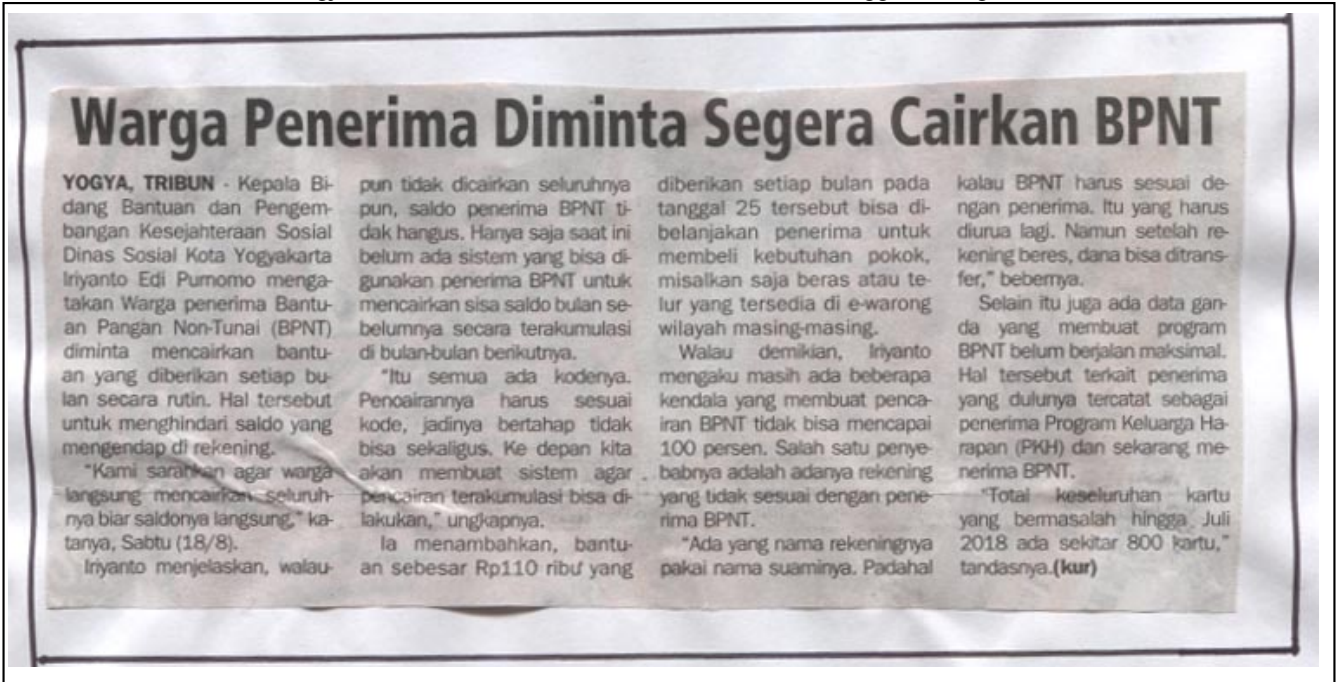 Warga Penerima Diminta Segera Cairkan BPNT
YOGYA, TRIBUN - Kepala Bi-
dang Bantuan dan Pengem-
bangan Kesejahteraan Sosial
Dinas Sosial Kota Yogyakarta
Iriyanto Edi Purnomo menga-
takan Warga penerima Bantu-
an Pangan Non-Tunai (BPNT)
diminta mencairkan bantu-
an yang diberikan setiap bu-
lan secara rutin. Hal tersebut
untuk menghindari saldo yang
mengendap di rekening.
"Kami sarankan agar warga
langsung mencairkan seluruh-
nya biar saldonya langsung," ka-
tanya, Sabtu (18/8).
Iriyanto menjelaskan, walau-
pun tidak dicairkan seluruhnya
pun, saldo penerima BPNT ti-
dak hangus. Hanya saja saat ini
belum ada sistem yang bisa di-
gunakan penerima BPNT untuk
mencairkan sisa saldo bulan se-
belumnya secara terakumulasi
di bulan-bulan berikutnya.
"Itu semua ada kodenya.
Pencairannya harus sesuai
kode, jadinya bertahap tidak
bisa sekaligus. Ke depan kita
akan membuat sistem agar
pencairan terakumulasi bisa di-
lakukan," ungkapnya.
Ia menambahkan, bantu-
an sebesar Rp110 ribu yang
diberikan setiap bulan pada
tanggal 25 tersebut bisa di-
belanjakan penerima untuk
membeli kebutuhan pokok,
misalkan saja beras atau te-
lur yang tersedia di e-warong
wilayah masing-masing.
Walau demikian, Iriyanto
mengaku masih ada beberapa
kendala yang membuat penca-
iran BPNT tidak bisa mencapai
100 persen. Salah satu penye-
babnya adalah adanya rekening
yang tidak sesuai dengan pene-
rima BPNT.
"Ada yang nama rekeningnya
pakai nama suaminya. Padahal
kalau BPNT harus sesuai de-
ngan penerima. Itu yang harus
diurua lagi. Namun setelah re-
kening beres, dana bisa ditrans-
fer," bebernya.
Selain itu juga ada data gan-
da yang membuat program
BPNT belum berjalan maksimal.
Hal tersebut terkait penerima
yang dulunya tercatat sebagai
penerima Program Keluarga Ha-
rapan (PKH) dan sekarang me-
nerima BPNT.
"Total keseluruhan kartu
yang bermasalah hingga Juli
2018 ada sekitar 800 kartu,"
tandasnya.(kur)